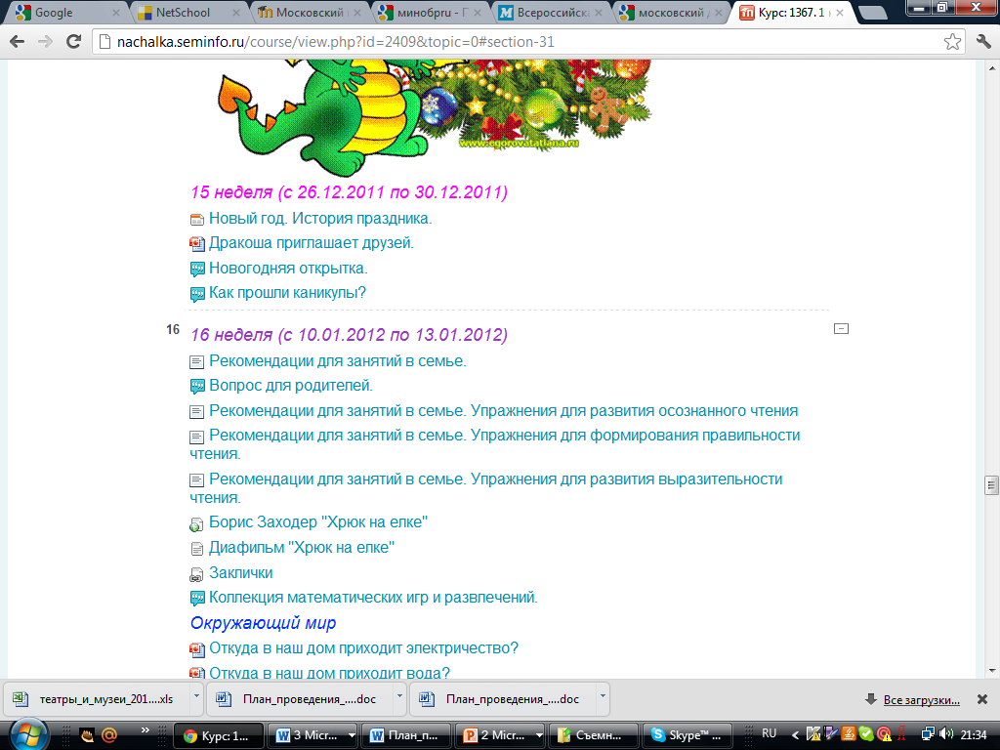 Google
NetSchool
Московский
минобрru - Г
Всероссийска
московский д
Курс: 1367. 1
nachalka.seminfo.ru/course/view.php?id=2409&topic=0#section-31
www.egorovatatiana.ru
15 неделя (с 26.12.2011 по 30.12.2011)
Новый год. История праздника.
Дракоша приглашает друзей.
Новогодняя открытка.
Как прошли каникулы?
16
16 неделя (с 10.01.2012 по 13.01.2012)
Рекомендации для занятий в семье.
Вопрос для родителей.
Рекомендации для занятий в семье. Упражнения для развития осознанного чтения
Рекомендации для занятий в семье. Упражнения для формирования правильности
чтения.
Рекомендации для занятий в семье. Упражнения для развития выразительности
чтения.
Борис Заходер "Хрюк на елке"
Диафильм "Хрюк на елке"
Заклички
Коллекция математических игр и развлечений.
Окружающий мир
Откуда в наш дом приходит электричество?
Откуда в наш дом приходит вода?
театры_и_музеи_201....xls
План_проведения_....doc
План_проведения_....doc
Все загрузки...
Курс: 1...
3 Micr...
План_п...
2 Micr...
Съемн...
Skype™ ...
RU
21:34